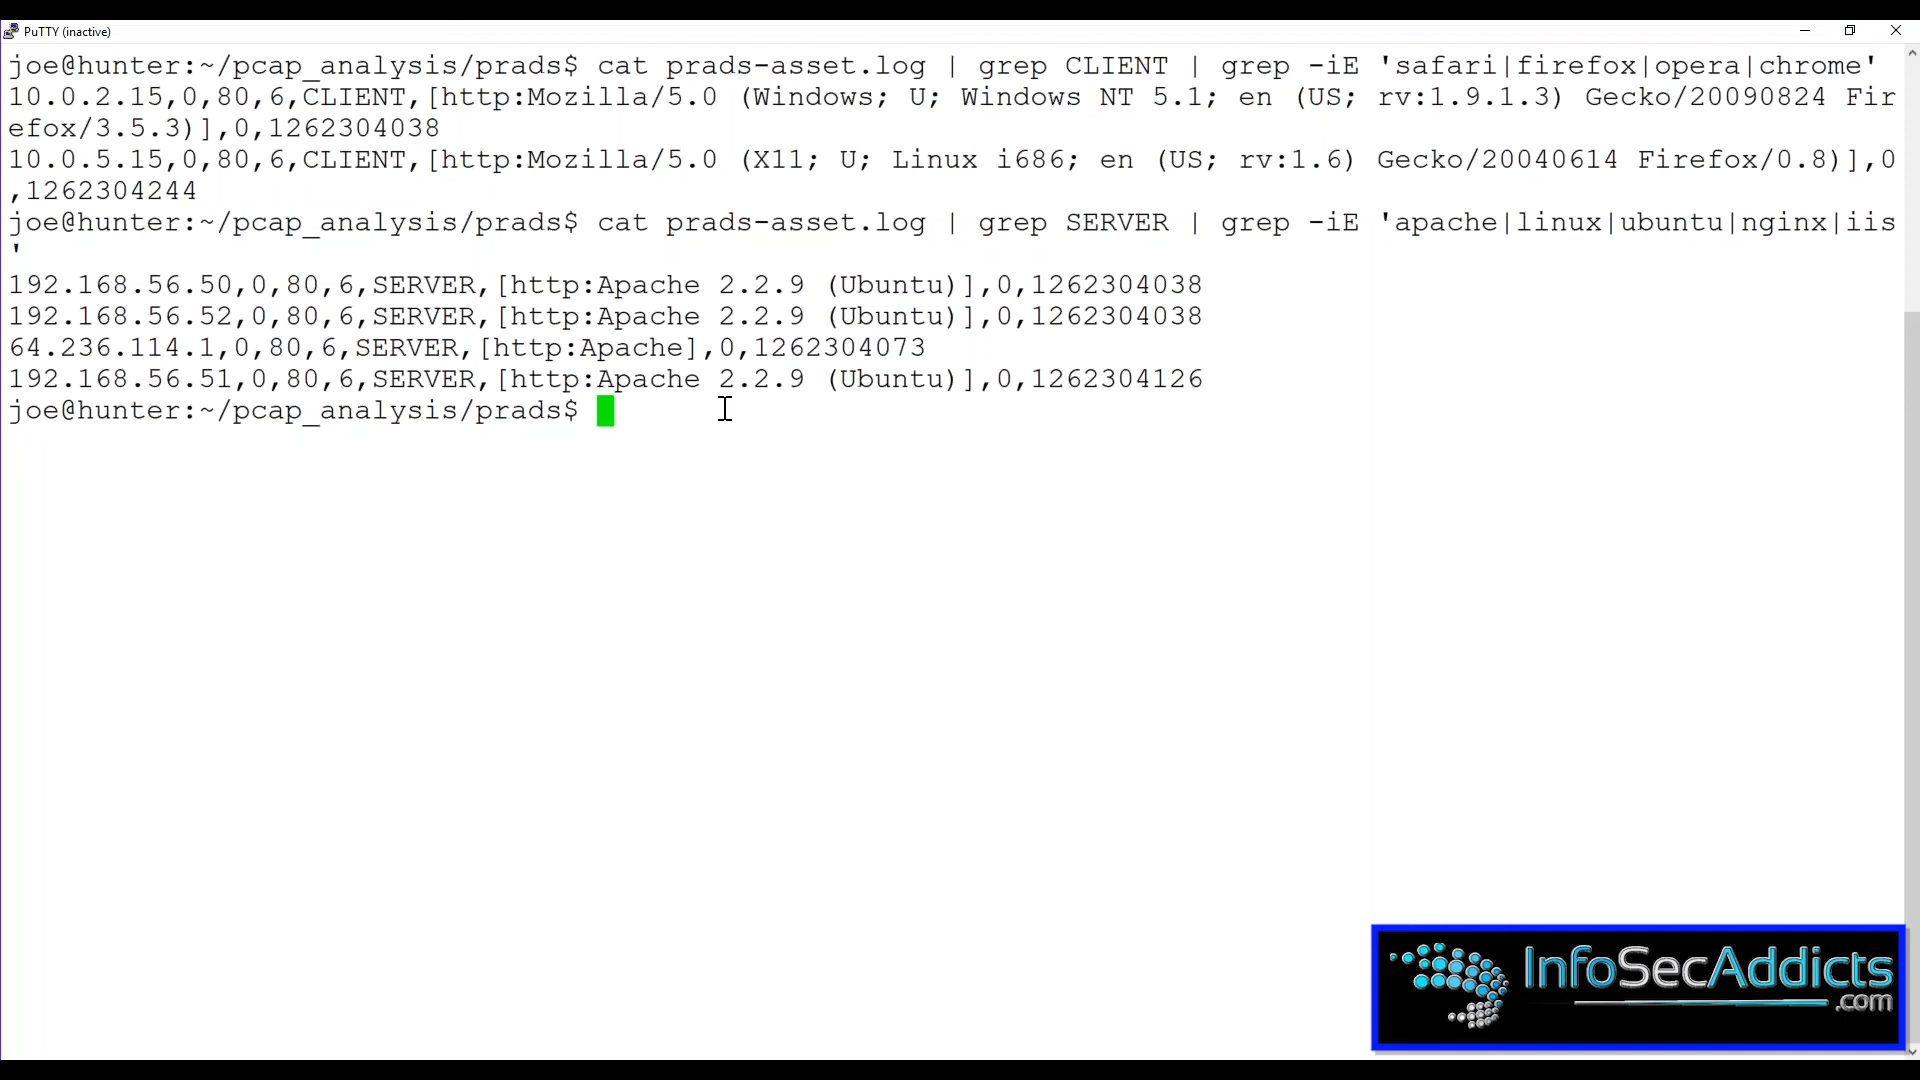 PuTTY (inactive)
joe@hunter:~/pcap_analysis/prads$ cat prads-asset.log | grep CLIENT | grep -iE 'safari|firefox|opera|chrome'
10.0.2.15,0,80,6,CLIENT,[http:Mozilla/5.0 (Windows; U; Windows NT 5.1; en (US; rv:1.9.1.3) Gecko/20090824 Fir
efox/3.5.3)],0,1262304038
10.0.5.15,0,80,6,CLIENT,[http:Mozilla/5.0 (X11; U; Linux i686; en (US; rv:1.6) Gecko/20040614 Firefox/0.8)],0
,1262304244
joe@hunter:~/pcap_analysis/prads$ cat prads-asset.log | grep SERVER | grep -iE 'apache|linux|ubuntu|nginx|iis
'
192.168.56.50,0,80,6,SERVER,[http:Apache 2.2.9 (Ubuntu)],0,1262304038
192.168.56.52,0,80,6,SERVER,[http:Apache 2.2.9 (Ubuntu)],0,1262304038
64.236.114.1,0,80,6,SERVER,[http:Apache],0,1262304073
192.168.56.51,0,80,6,SERVER,[http:Apache 2.2.9 (Ubuntu)],0,1262304126
joe@hunter:~/pcap_analysis/prads$
InfoSecAddicts
.com